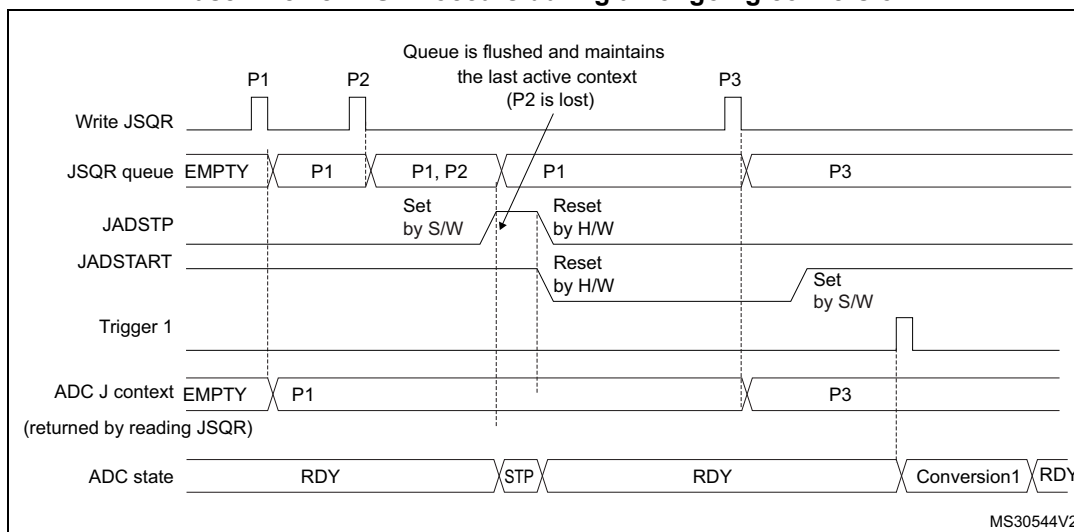 Queue is flushed and maintains
the last active context
(P2 is lost)
P1
P2
P3
Write JSQR
JSQR queue
EMPTY
P1
P1, P2
P1
P3
Set
by S/W
Reset
by H/W
JADSTP
JADSTART
Reset
by H/W
Set
by S/W
Trigger 1
ADC J context
EMPTY
P1
P3
(returned by reading JSQR)
ADC state
RDY
STP
RDY
Conversion1
RDY
MS30544V2